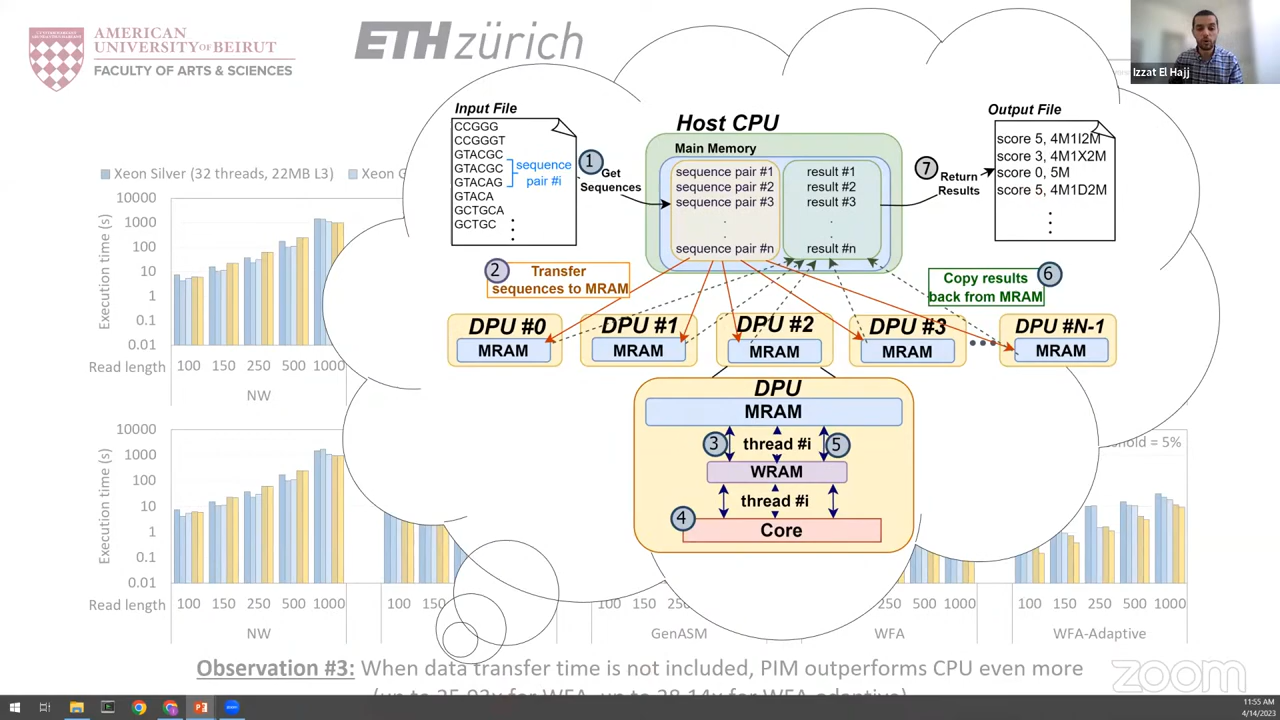 AMERICAN
UNIVERSITY of BEIRUT
FACULTY OF ARTS & SCIENCES
ETH zürich
Izzat El Hajj
Input File
CCGGG
CCGGGT
GTACGC
GTACGC
GTACAG
GTACA
GCTGCA
GCTGC
sequence
pair #i
1
Get
Sequences
Host CPU
Main Memory
sequence pair #1
sequence pair #2
sequence pair #3
sequence pair #n
result #1
result #2
result #3
result #n
7
Return
Results
Output File
score 5, 4M1I2M
score 3, 4M1X2M
score 0, 5M
score 5, 4M1D2M
2
Transfer
sequences to MRAM
Copy results
back from MRAM
6
DPU #0
MRAM
DPU #1
MRAM
DPU #2
MRAM
DPU #3
MRAM
DPU #N-1
MRAM
DPU
MRAM
3
thread #i
5
WRAM
thread #i
4
Core
Xeon Silver (32 threads, 22MB L3)
Xeon G
Execution time (s)
10000
1000
100
10
1
0.1
0.01
Read length
100 150 250 500 1000
NW
hold = 5%
Execution time (s)
10000
1000
100
10
1
0.1
0.01
Read length
100 150 250 500 1000
NW
100 150
100 150
GenASM
250 500 1000
WFA
100 150 250 500 1000
WFA-Adaptive
Observation #3: When data transfer time is not included, PIM outperforms CPU even more
zoom
11:55 AM
4/14/2023